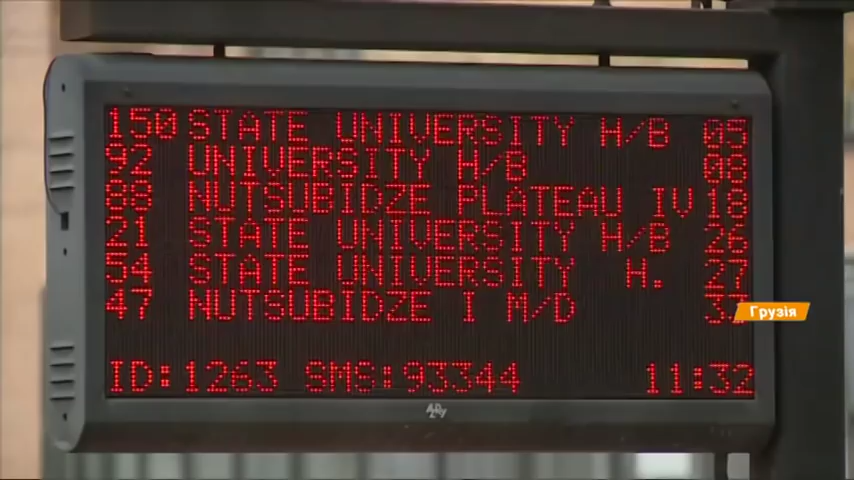 150 STATE UNIVERSITY H/B 05
92 UNIVERSITY H/B 08
88 NUTSUBIDZE PLATEAU IV 18
21 STATE UNIVERSITY H/B 26
54 STATE UNIVERSITY H. 27
47 NUTSUBIDZE I M/D
Грузія
ID:1263 SMS:93344 11:32